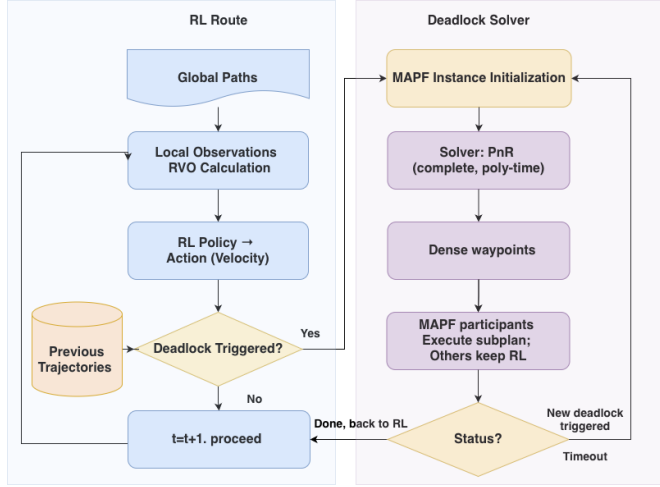 RL Route
Global Paths
Local Observations
RVO Calculation
RL Policy →
Action (Velocity)
Previous
Trajectories
Deadlock Triggered?
Yes
No
t=t+1. proceed
Deadlock Solver
MAPF Instance Initialization
Solver: PnR
(complete, poly-time)
Dense waypoints
MAPF participants
Execute subplan;
Others keep RL
Status?
Done, back to RL
New deadlock
triggered
Timeout